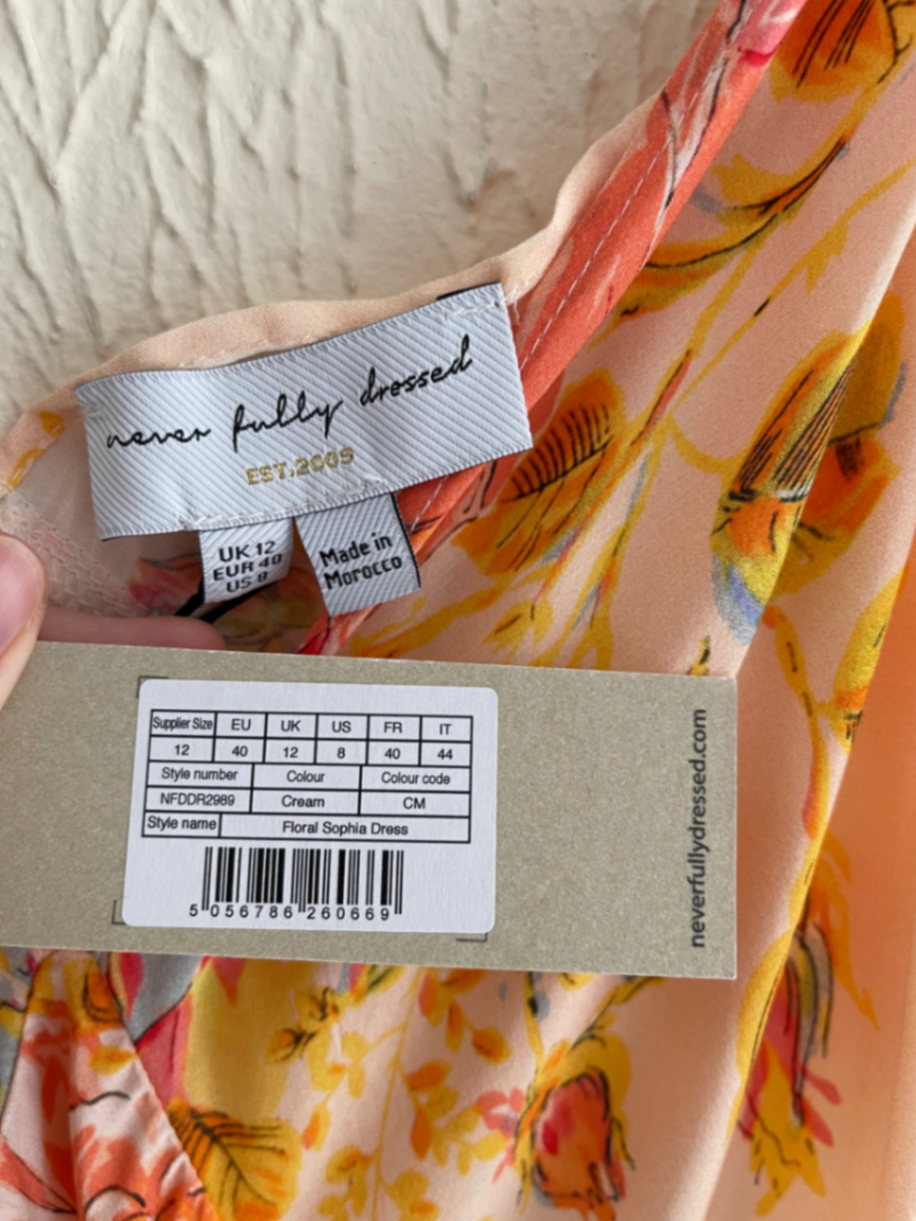 never fully dressed
EST.2009
UK 12
EUR 40
US 8
Made in
Morocco
Supplier Size EU UK US FR IT
12 40 12 8 40 44
Style number Colour Colour code
NFDDR2989 Cream CM
Style name Floral Sophia Dress
5 056786 260669
neverfullydressed.com